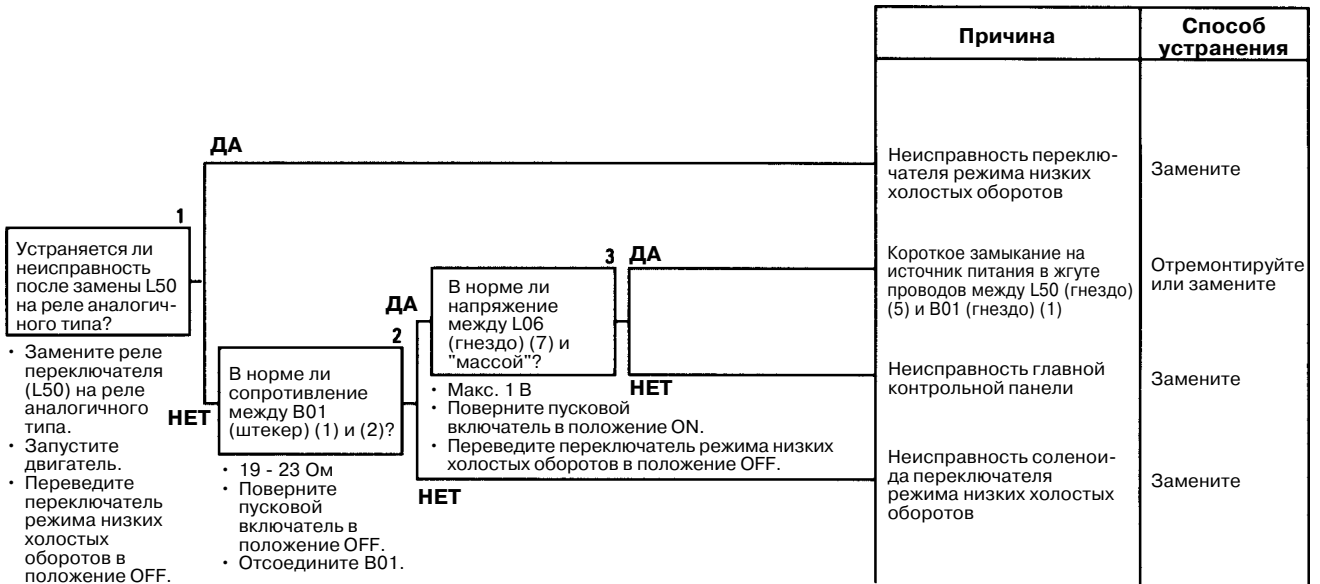 Причина
Способ
устранения
ДА
Неисправность переклю-
чателя режима низких
холостых оборотов
Замените
1
Устраняется ли
неисправность
после замены L50
на реле аналогич-
ного типа?
· Замените реле
переключателя
(L50) на реле
аналогичного
типа.
· Запустите
двигатель.
· Переведите
переключатель
режима низких
холостых
оборотов в
положение OFF.
НЕТ
2
В норме ли
сопротивление
между B01
(штекер) (1) и (2)?
· 19 - 23 Ом
· Поверните
пусковой
включатель в
положение OFF.
· Отсоедините B01.
ДА
3
В норме ли
напряжение
между L06
(гнездо) (7) и
"массой"?
· Макс. 1 В
· Поверните пусковой
включатель в положение ON.
· Переведите переключатель режима низких
холостых оборотов в положение OFF.
ДА
Короткое замыкание на
источник питания в жгуте
проводов между L50 (гнездо)
(5) и B01 (гнездо) (1)
Отремонтируйте
или замените
НЕТ
Неисправность главной
контрольной панели
Замените
НЕТ
Неисправность соленои-
да переключателя
режима низких холостых
оборотов
Замените